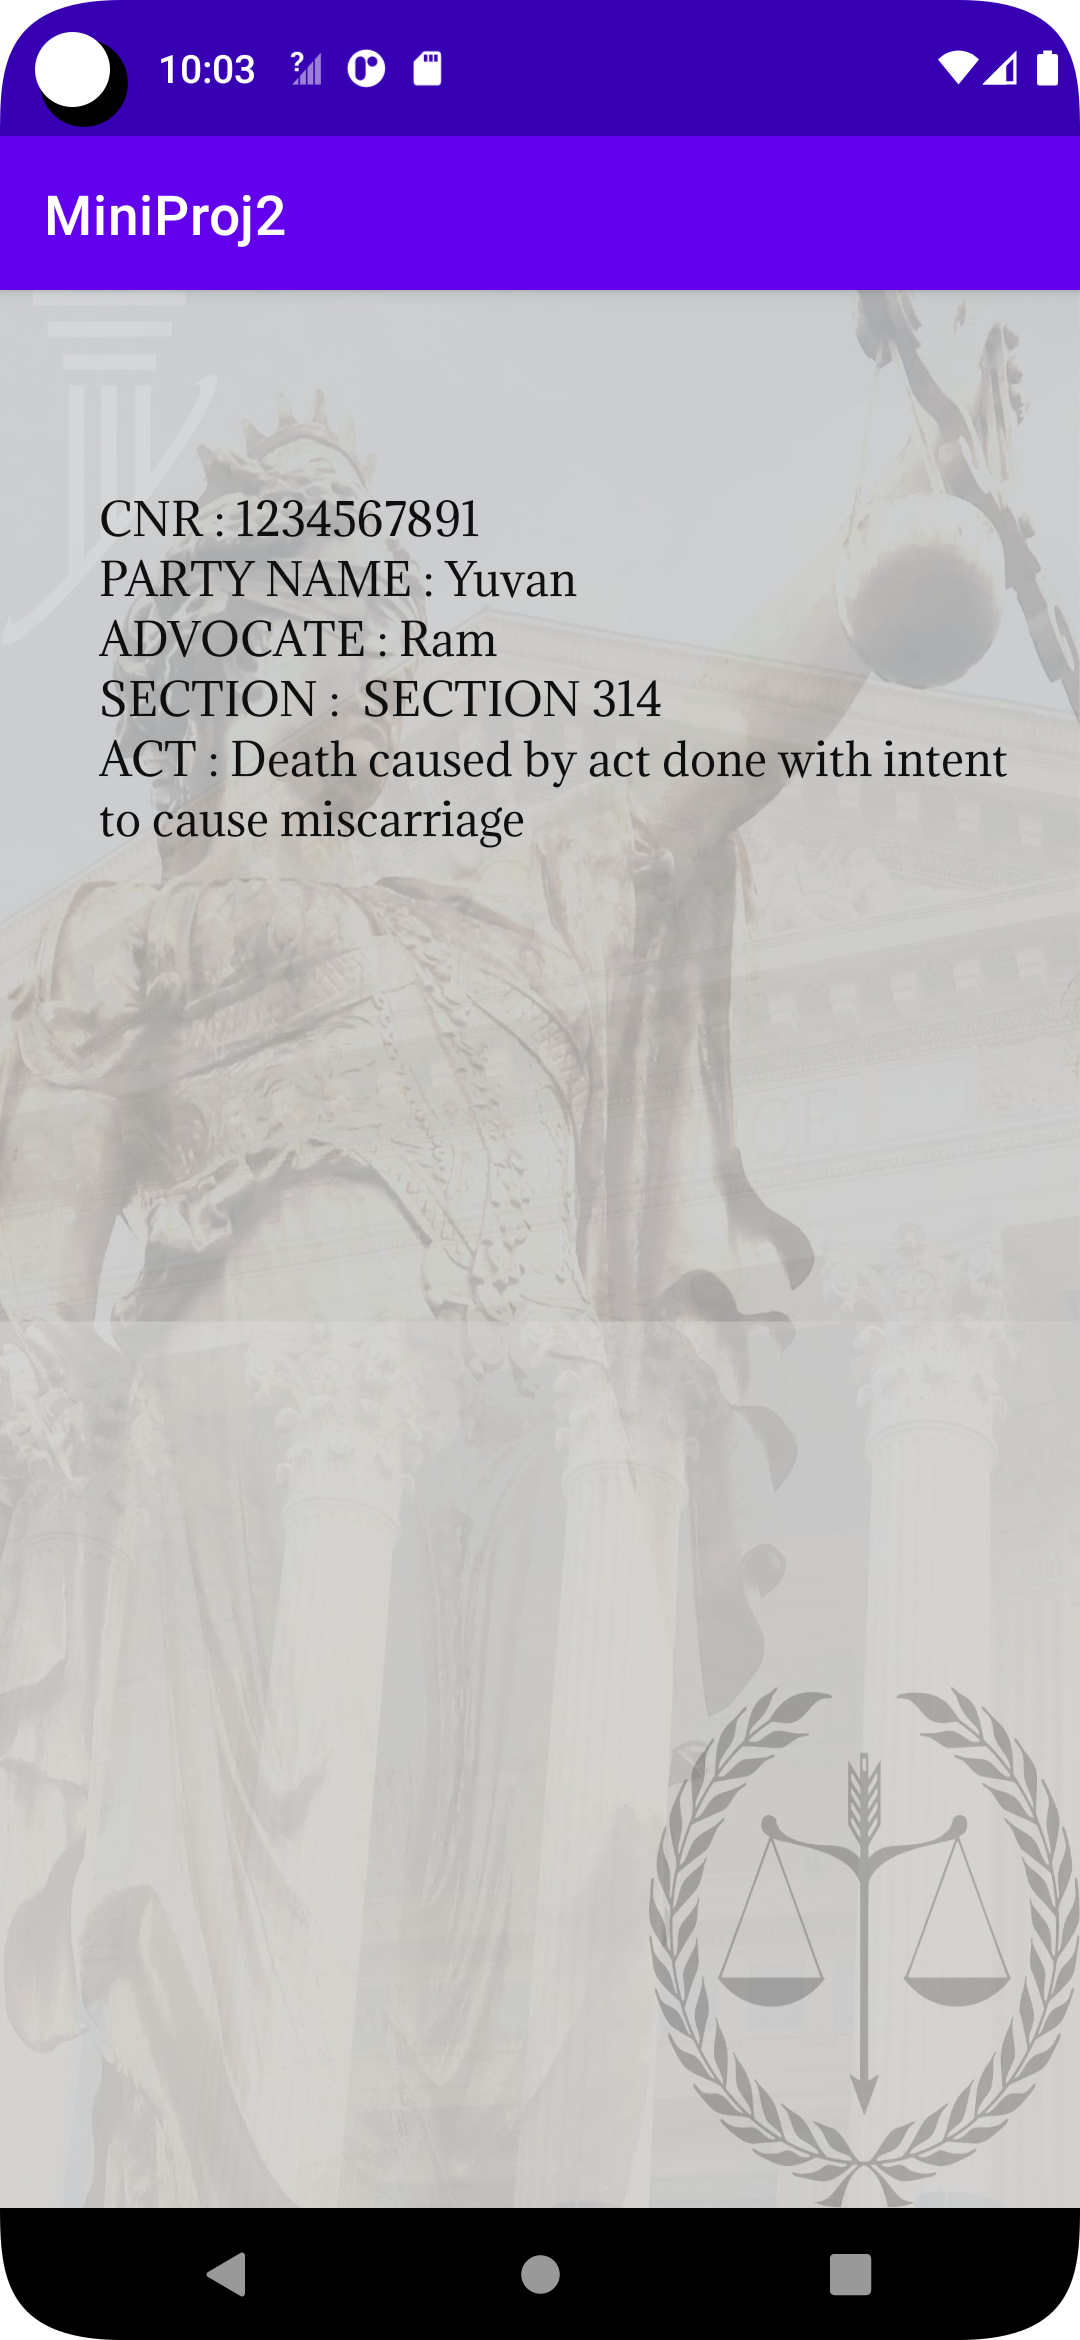 10:03
MiniProj2
CNR : 1234567891
PARTY NAME : Yuvan
ADVOCATE : Ram
SECTION :  SECTION 314
ACT : Death caused by act done with intent
to cause miscarriage